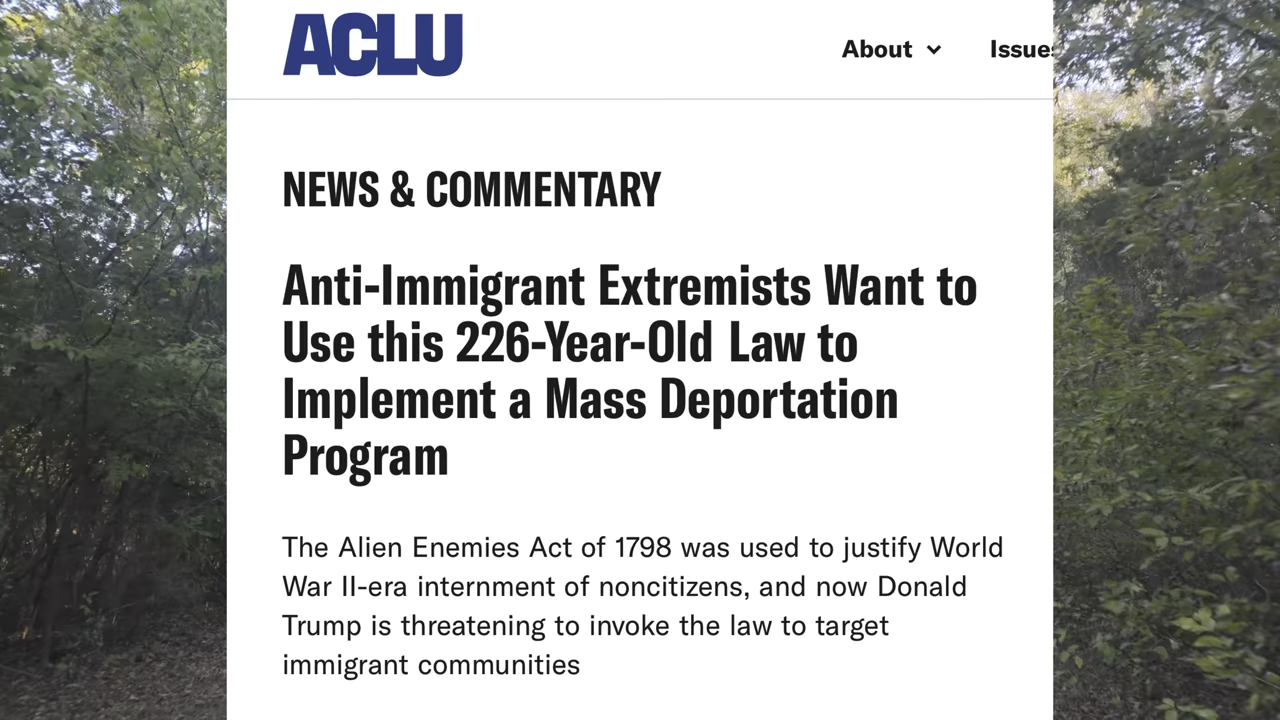 ACLU
About
Issues
NEWS & COMMENTARY
Anti-Immigrant Extremists Want to
Use this 226-Year-Old Law to
Implement a Mass Deportation
Program
The Alien Enemies Act of 1798 was used to justify World
War II-era internment of noncitizens, and now Donald
Trump is threatening to invoke the law to target
immigrant communities